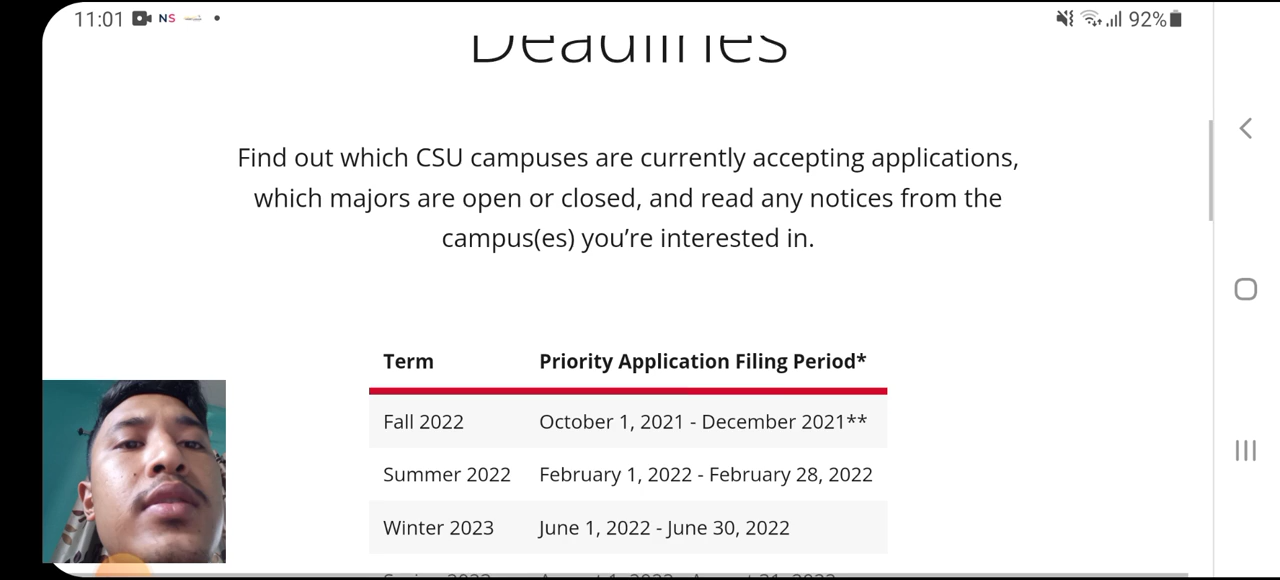 11:01 NS 92%
Deadlines
Find out which CSU campuses are currently accepting applications,
which majors are open or closed, and read any notices from the
campus(es) you’re interested in.
Term Priority Application Filing Period*
Fall 2022 October 1, 2021 - December 2021**
Summer 2022 February 1, 2022 - February 28, 2022
Winter 2023 June 1, 2022 - June 30, 2022